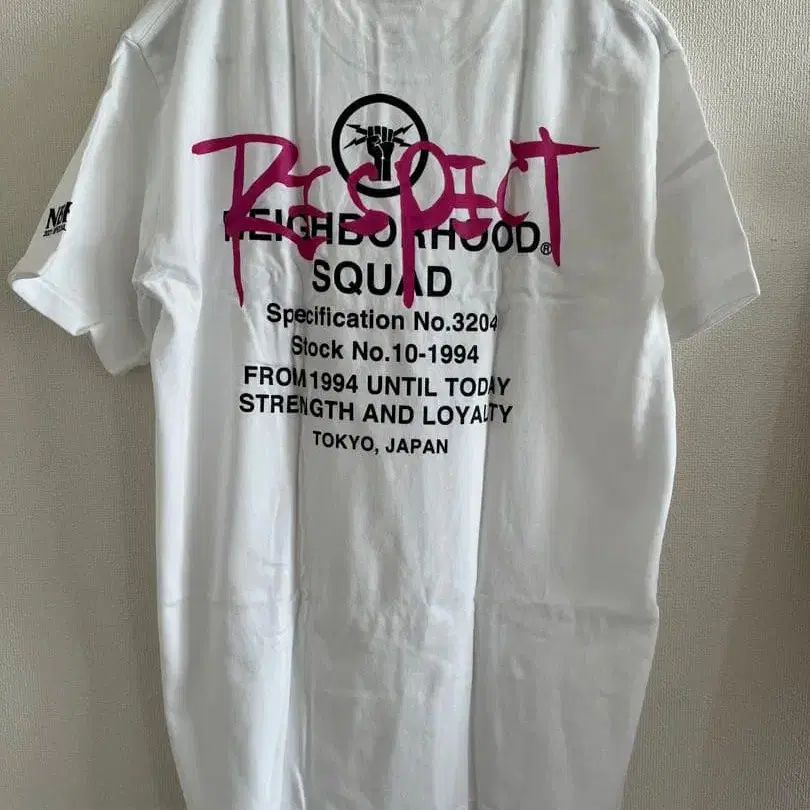 RESPECT
NEIGHBORHOOD®
SQUAD
Specification No.3204
Stock No.10-1994
FROM 1994 UNTIL TODAY
STRENGTH AND LOYALTY
TOKYO, JAPAN